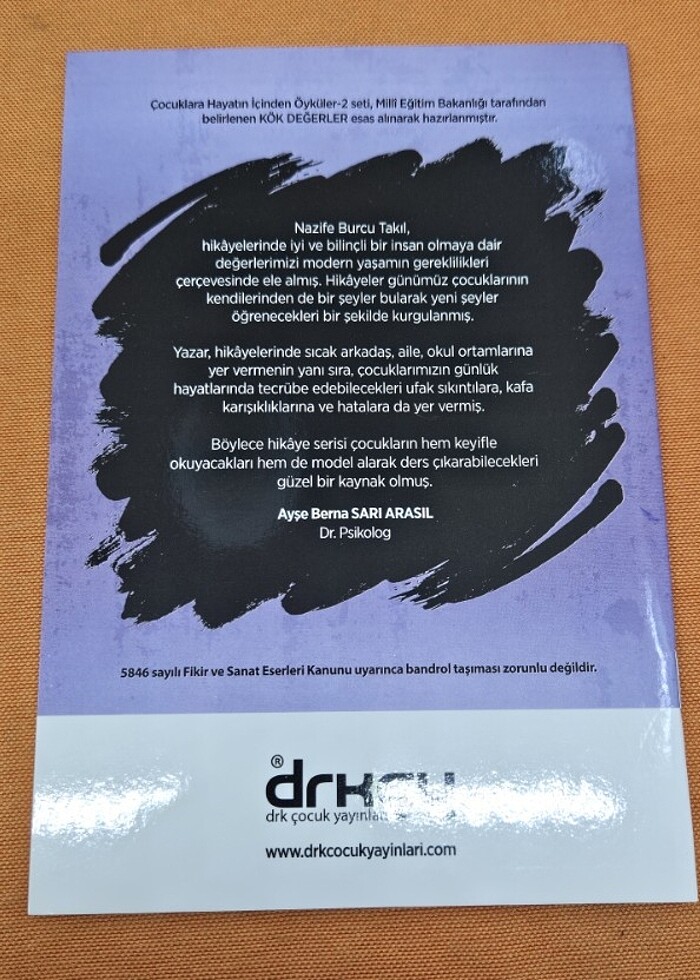 Çocuklara Hayatın İçinden Öyküler-2 seti, Millî Eğitim Bakanlığı tarafından
belirlenen KÖK DEĞERLER esas alınarak hazırlanmıştır.
Nazife Burcu Takıl,
hikâyelerinde iyi ve bilinçli bir insan olmaya dair
değerlerimizi modern yaşamın gereklilikleri
çerçevesinde ele almış. Hikâyeler günümüz çocuklarının
kendilerinden de bir şeyler bularak yeni şeyler
öğrenecekleri bir şekilde kurgulanmış.
Yazar, hikâyelerinde sıcak arkadaş, aile, okul ortamlarına
yer vermenin yanı sıra, çocuklarımızın günlük
hayatlarında tecrübe edebilecekleri ufak sıkıntılara, kafa
karışıklıklarına ve hatalara da yer vermiş.
Böylece hikâye serisi çocukların hem keyifle
okuyacakları hem de model alarak ders çıkarabilecekleri
güzel bir kaynak olmuş.
Ayşe Berna SARI ARASIL
Dr. Psikolog
5846 sayılı Fikir ve Sanat Eserleri Kanunu uyarınca bandrol taşıması zorunlu değildir.
®
drk çocuk yayınları
www.drkcocukyayinlari.com